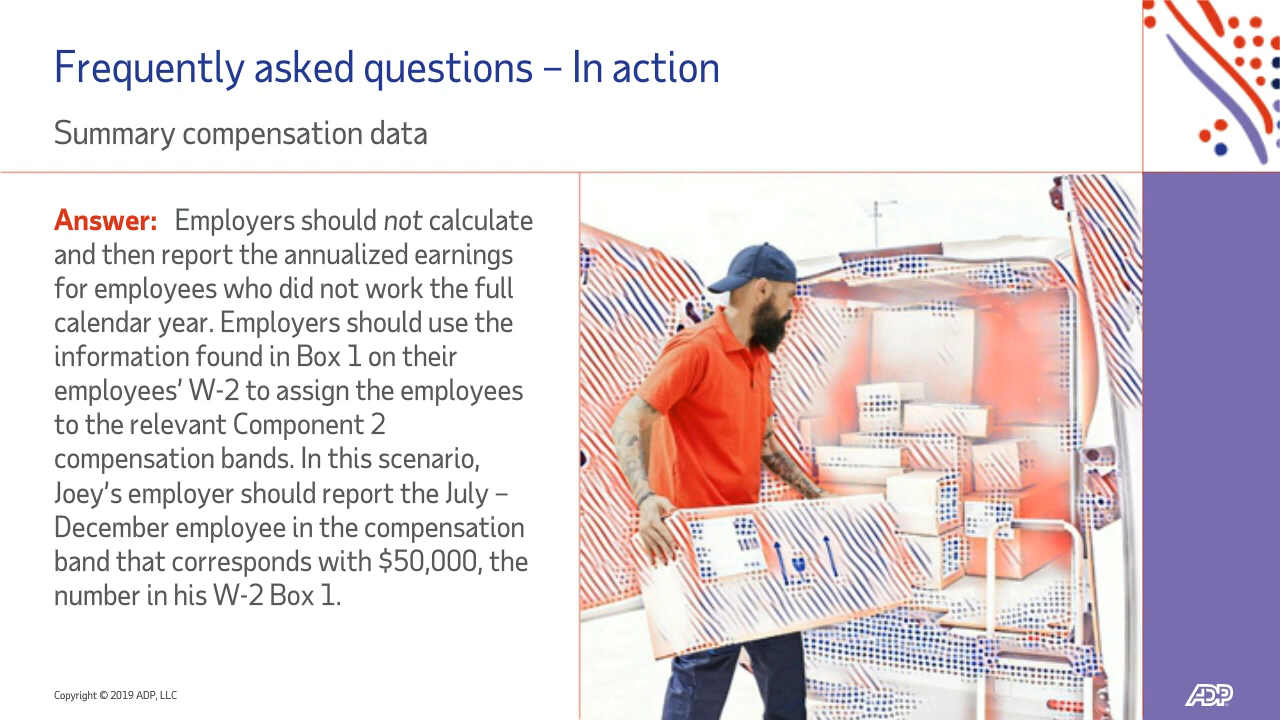 Frequently asked questions – In action
Summary compensation data
Answer: Employers should not calculate
and then report the annualized earnings
for employees who did not work the full
calendar year. Employers should use the
information found in Box 1 on their
employees’ W-2 to assign the employees
to the relevant Component 2
compensation bands. In this scenario,
Joey’s employer should report the July –
December employee in the compensation
band that corresponds with $50,000, the
number in his W-2 Box 1.
Copyright © 2019 ADP, LLC
ADP